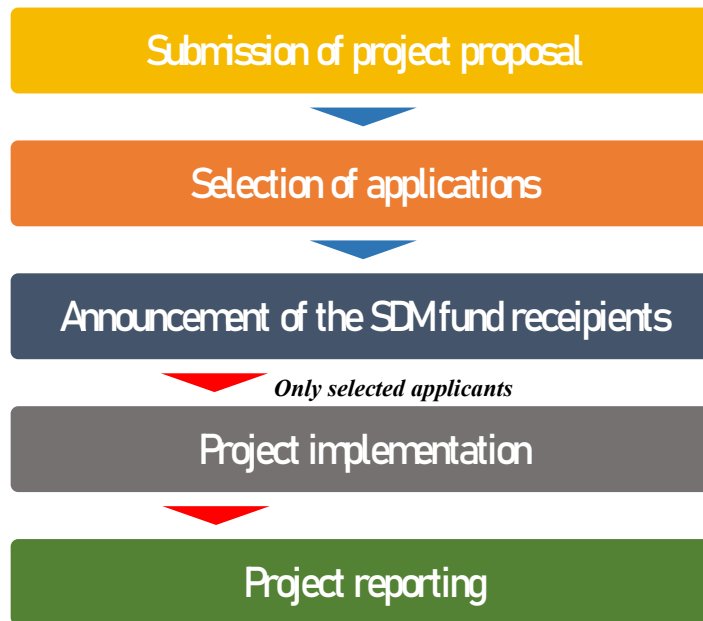 Submission of project proposal
Selection of applications
Announcement of the SDM fund receipients
Only selected applicants
Project implementation
Project reporting